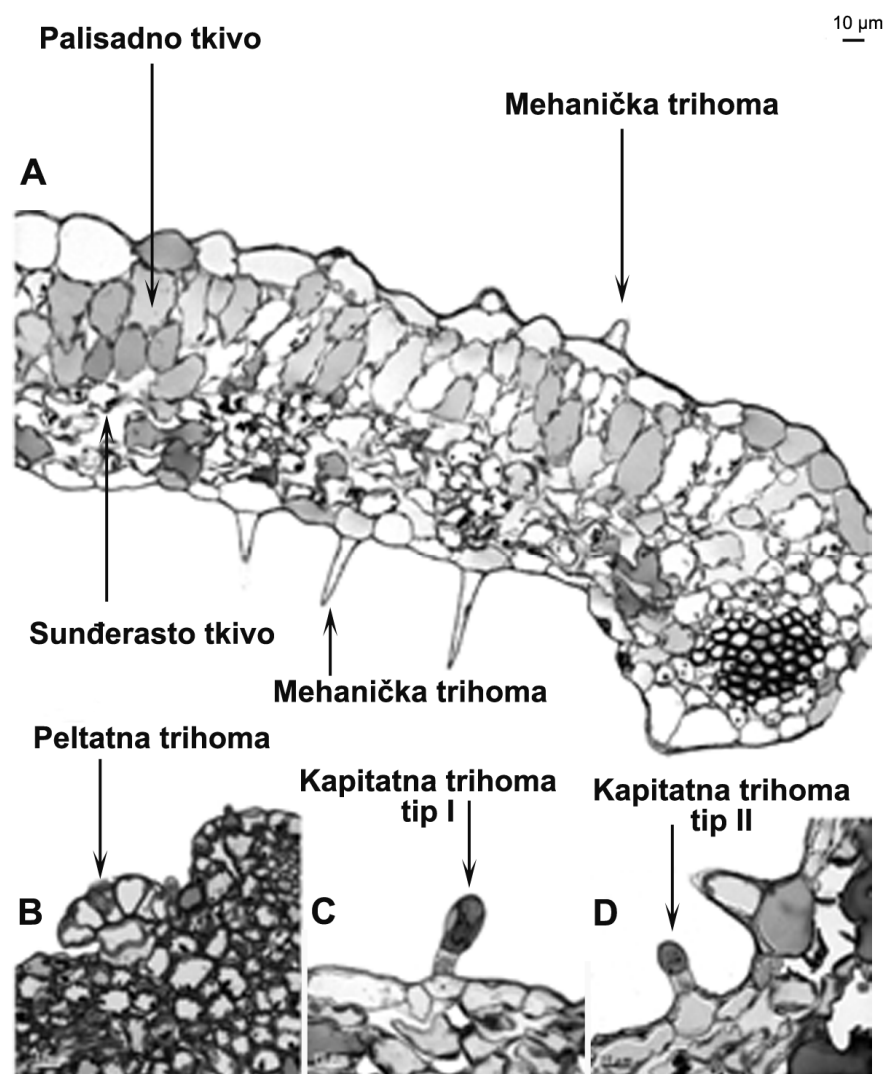 10 µm
Palisadno tkivo
Mehanička trihoma
A
Sunđerasto tkivo
Mehanička trihoma
Peltatna trihoma
Kapitatna trihoma
tip I
Kapitatna trihoma
tip II
B
C
D